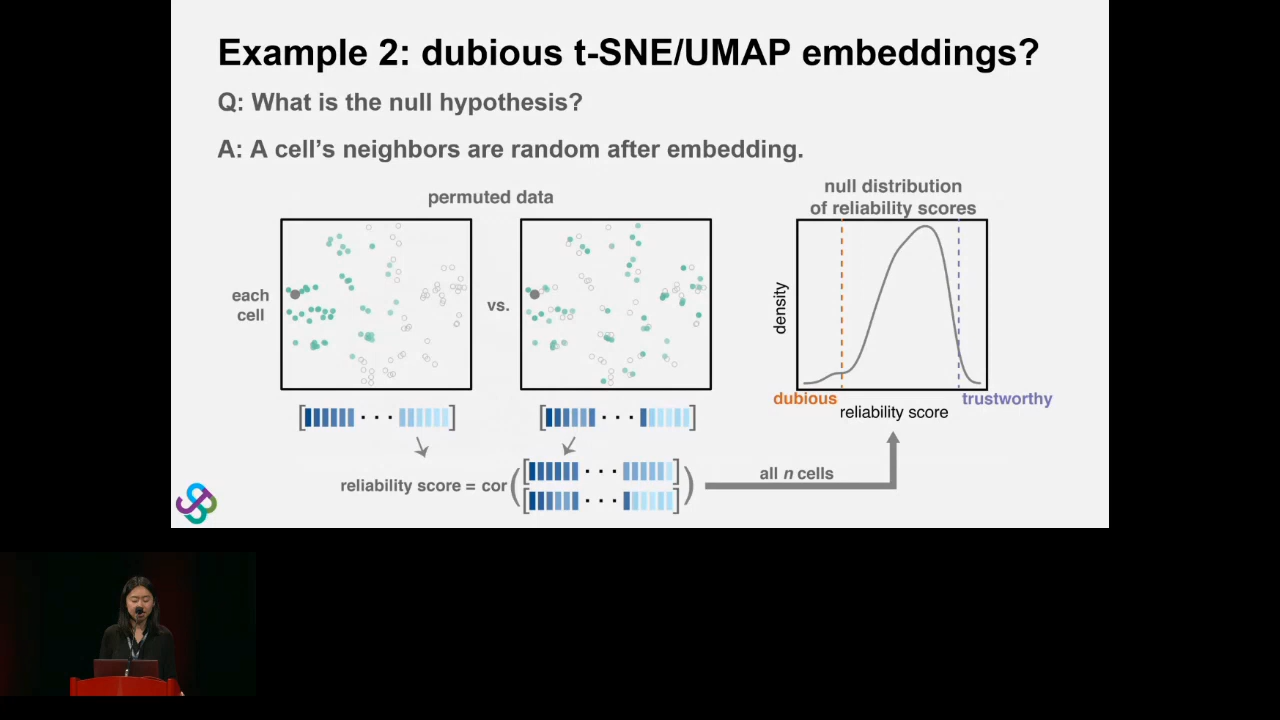 Example 2: dubious t-SNE/UMAP embeddings?
Q: What is the null hypothesis?
A: A cell's neighbors are random after embedding.
permuted data
each
cell
vs.
null distribution
of reliability scores
density
dubious
trustworthy
reliability score
reliability score = cor
all n cells